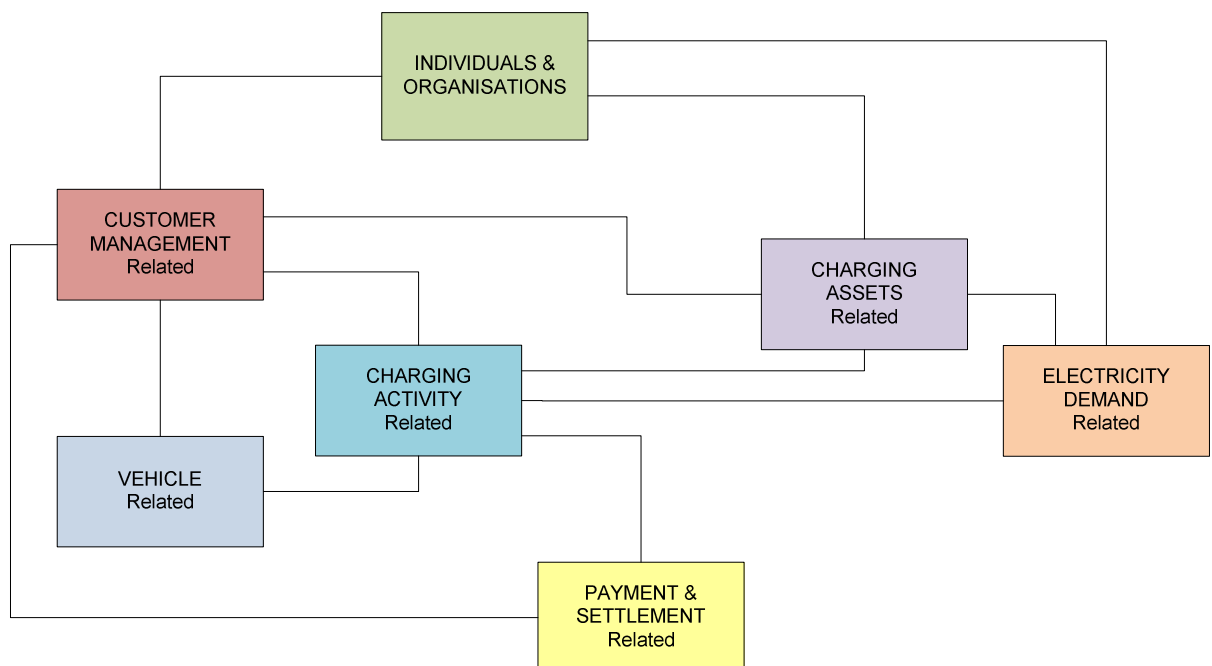 INDIVIDUALS &
ORGANISATIONS
CUSTOMER
MANAGEMENT
Related
CHARGING
ASSETS
Related
CHARGING
ACTIVITY
Related
ELECTRICITY
DEMAND
Related
VEHICLE
Related
PAYMENT &
SETTLEMENT
Related